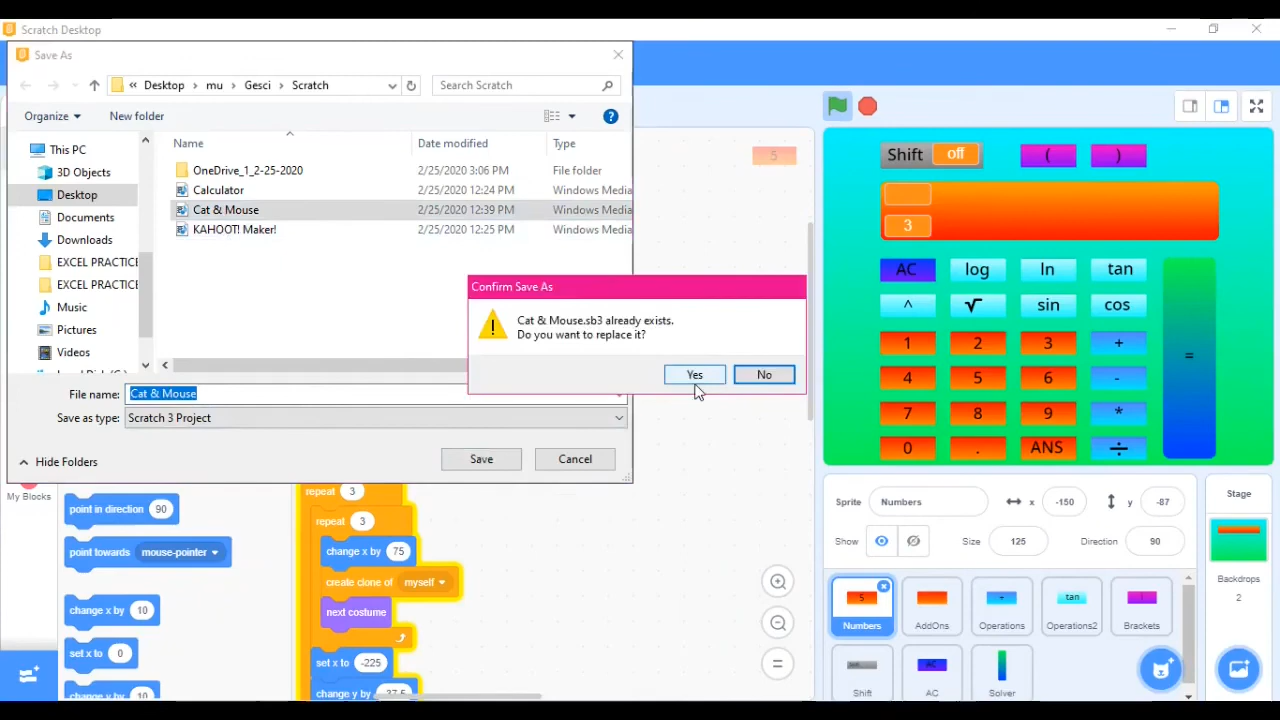 Scratch Desktop
Save As
« Desktop › mu › Gesci › Scratch
Search Scratch
Organize
New folder
?
Name
Date modified
Type
This PC
3D Objects
Desktop
Documents
Downloads
EXCEL PRACTICE
EXCEL PRACTICE
Music
Pictures
Videos
OneDrive_1_2-25-2020 2/25/2020 3:06 PM File folder
Calculator 2/25/2020 12:24 PM Windows Media
Cat & Mouse 2/25/2020 12:39 PM Windows Media
KAHOOT! Maker! 2/25/2020 12:25 PM Windows Media
Confirm Save As
Cat & Mouse.sb3 already exists.
Do you want to replace it?
Yes
No
File name: Cat & Mouse
Save as type: Scratch 3 Project
Hide Folders
Save
Cancel
My Blocks
point in direction 90
point towards mouse-pointer
change x by 10
set x to 0
change y by 10
repeat 3
repeat 3
change x by 75
create clone of myself
next costume
set x to -225
change y by -37.5
5
Shift off
( )
3
AC log ln tan
^ √ sin cos
1 2 3 +
4 5 6 - =
7 8 9 *
0 . ANS ÷
Sprite Numbers x -150 y -87
Show Size 125 Direction 90
5
Numbers
AddOns
+
Operations
tan
Operations2
Brackets
Shift
AC
AC
Solver
Stage
Backdrops
2